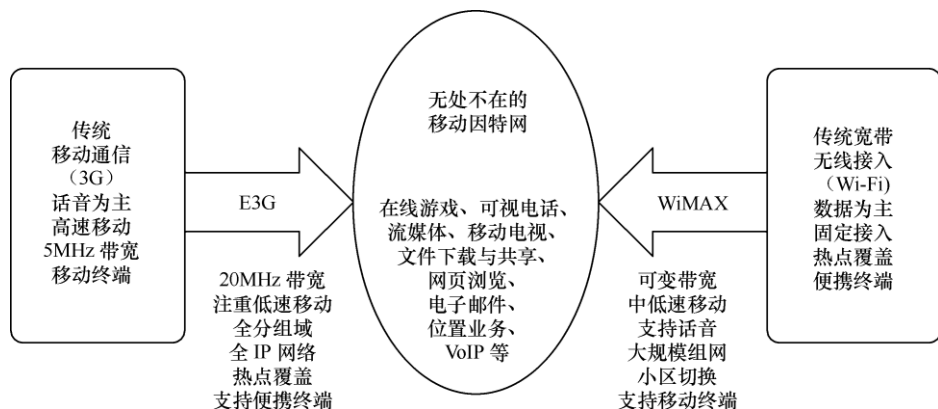 传统
移动通信
（3G）
话音为主
高速移动
5MHz 带宽
移动终端
E3G
20MHz 带宽
注重低速移动
全分组域
全 IP 网络
热点覆盖
支持便携终端
无处不在的
移动因特网
在线游戏、可视电话、
流媒体、移动电视、
文件下载与共享、
网页浏览、
电子邮件、
位置业务、
VoIP 等
WiMAX
可变带宽
中低速移动
支持话音
大规模组网
小区切换
支持移动终端
传统宽带
无线接入
（Wi-Fi)
数据为主
固定接入
热点覆盖
便携终端